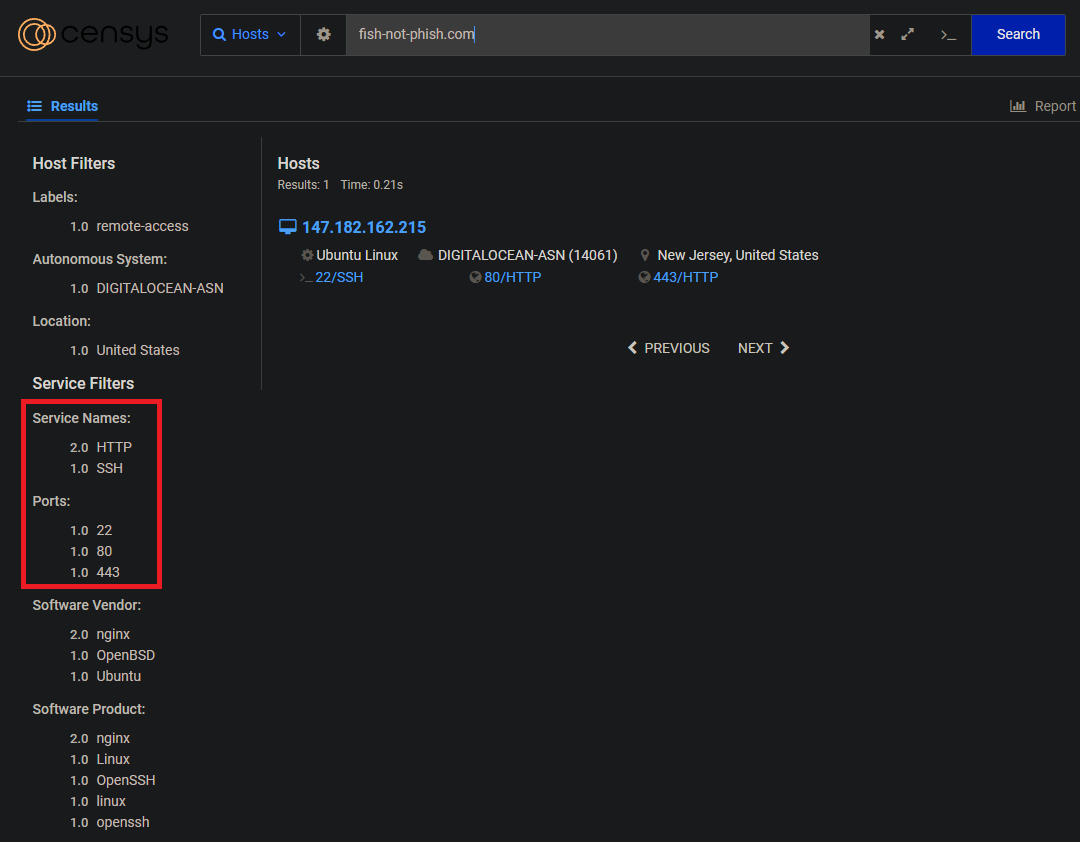 censys
Hosts
fish-not-phish.com
>_
Search
Results
Report
Host Filters
Labels:
1.0 remote-access
Autonomous System:
1.0 DIGITALOCEAN-ASN
Location:
1.0 United States
Service Filters
Service Names:
2.0 HTTP
1.0 SSH
Ports:
1.0 22
1.0 80
1.0 443
Software Vendor:
2.0 nginx
1.0 OpenBSD
1.0 Ubuntu
Software Product:
2.0 nginx
1.0 Linux
1.0 OpenSSH
1.0 linux
1.0 openssh
Hosts
Results: 1 Time: 0.21s
147.182.162.215
Ubuntu Linux DIGITALOCEAN-ASN (14061) New Jersey, United States
>_ 22/SSH 80/HTTP 443/HTTP
PREVIOUS NEXT